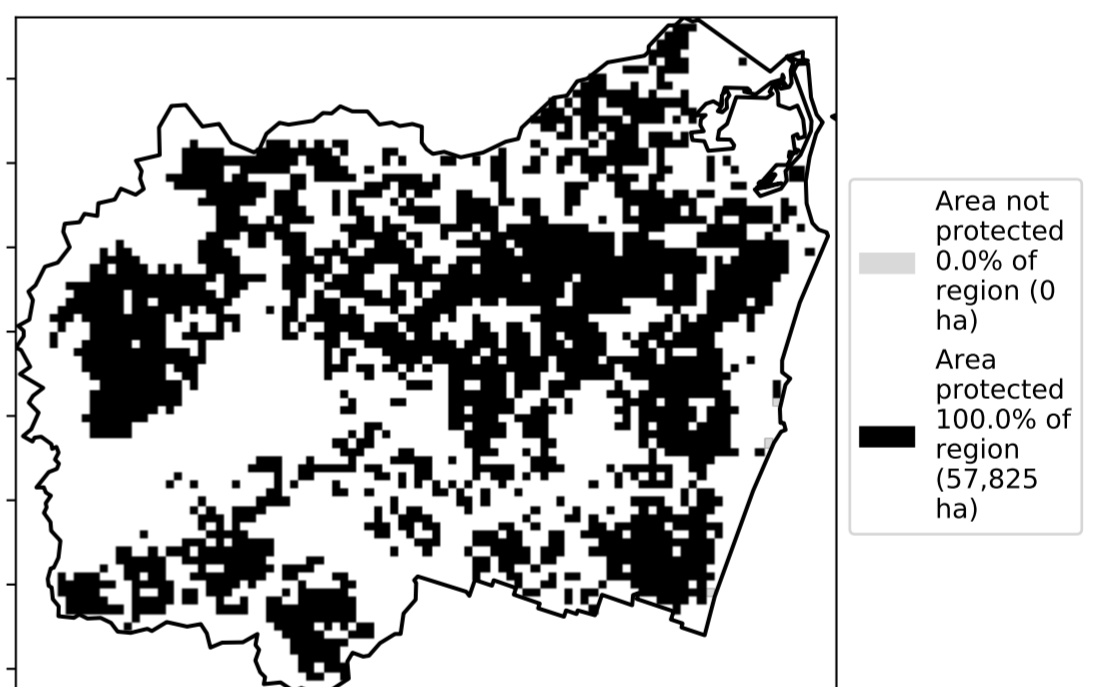 Area not
protected
0.0% of
region (0
ha)
Area
protected
100.0% of
region
(57,825
ha)